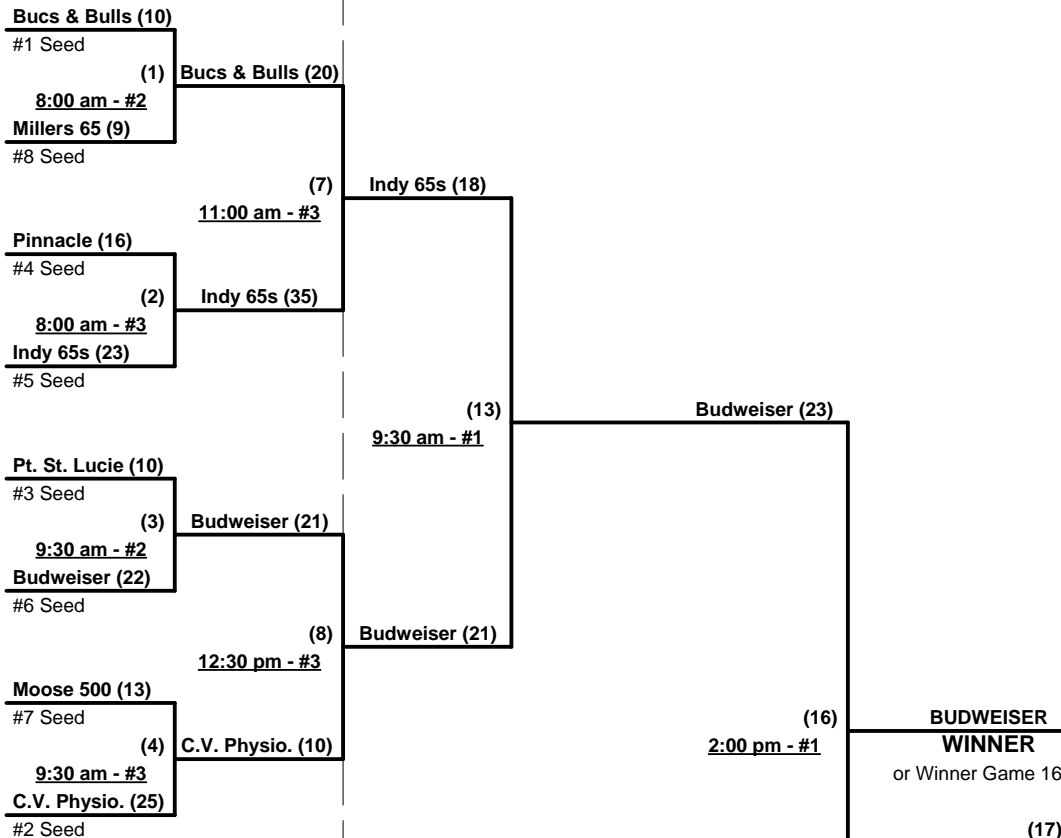 Bucs & Bulls (10)
#1 Seed
(1) Bucs & Bulls (20)
8:00 am - #2
Millers 65 (9)
#8 Seed
(7) Indy 65s (18)
11:00 am - #3
Pinnacle (16)
#4 Seed
(2) Indy 65s (35)
8:00 am - #3
Indy 65s (23)
#5 Seed
(13) Budweiser (23)
9:30 am - #1
Pt. St. Lucie (10)
#3 Seed
(3) Budweiser (21)
9:30 am - #2
Budweiser (22)
#6 Seed
(8) Budweiser (21)
12:30 pm - #3
Moose 500 (13)
#7 Seed
(16) BUDWEISER
(4) C.V. Physio. (10) 2:00 pm - #1 WINNER
9:30 am - #3 or Winner Game 16
C.V. Physio. (25)
#2 Seed (17)